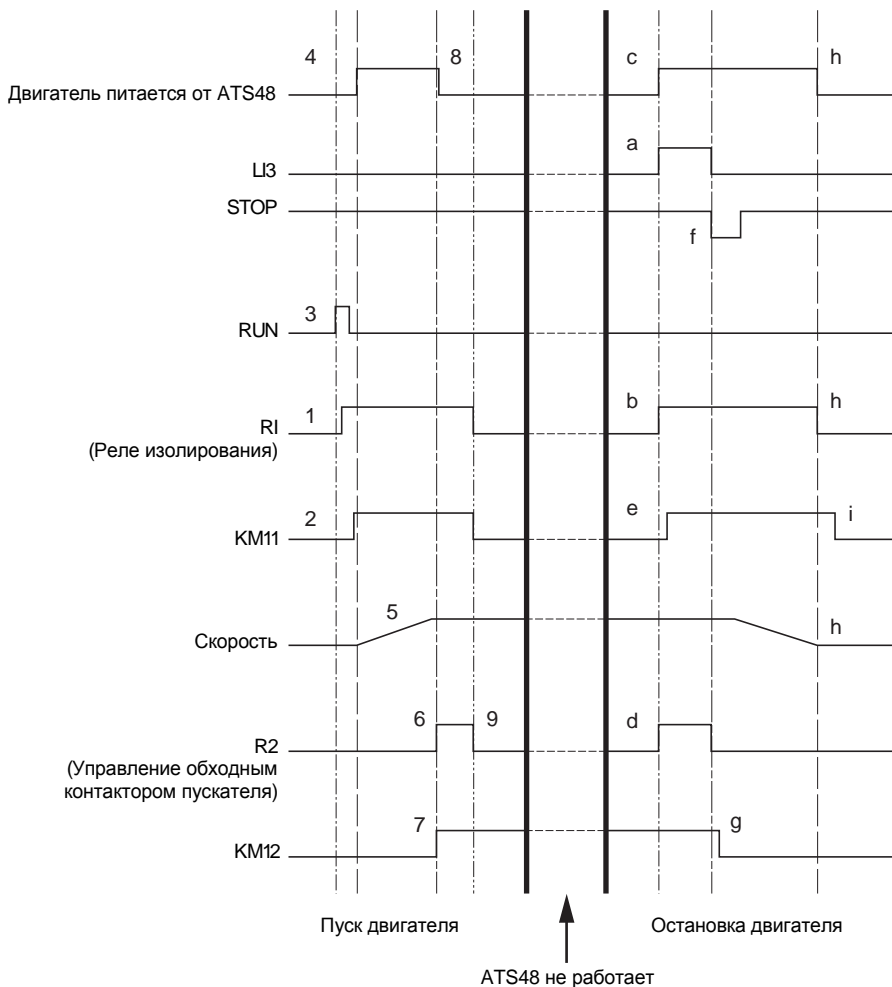 4 8 c h
Двигатель питается от ATS48
a
LI3
STOP
f
3
RUN
1 b h
RI
(Реле изолирования)
2 e i
KM11
5
Скорость h
6 9 d
R2
(Управление обходным
контактором пускателя)
7 g
KM12
Пуск двигателя Остановка двигателя
ATS48 не работает